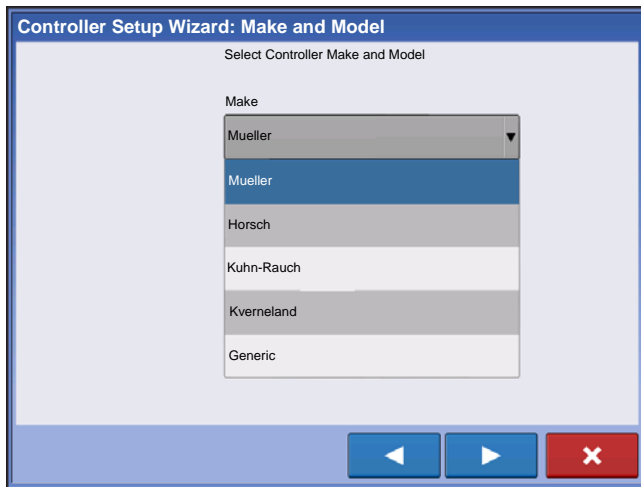 Controller Setup Wizard: Make and Model
Select Controller Make and Model
Make
Mueller
Mueller
Horsch
Kuhn-Rauch
Kverneland
Generic